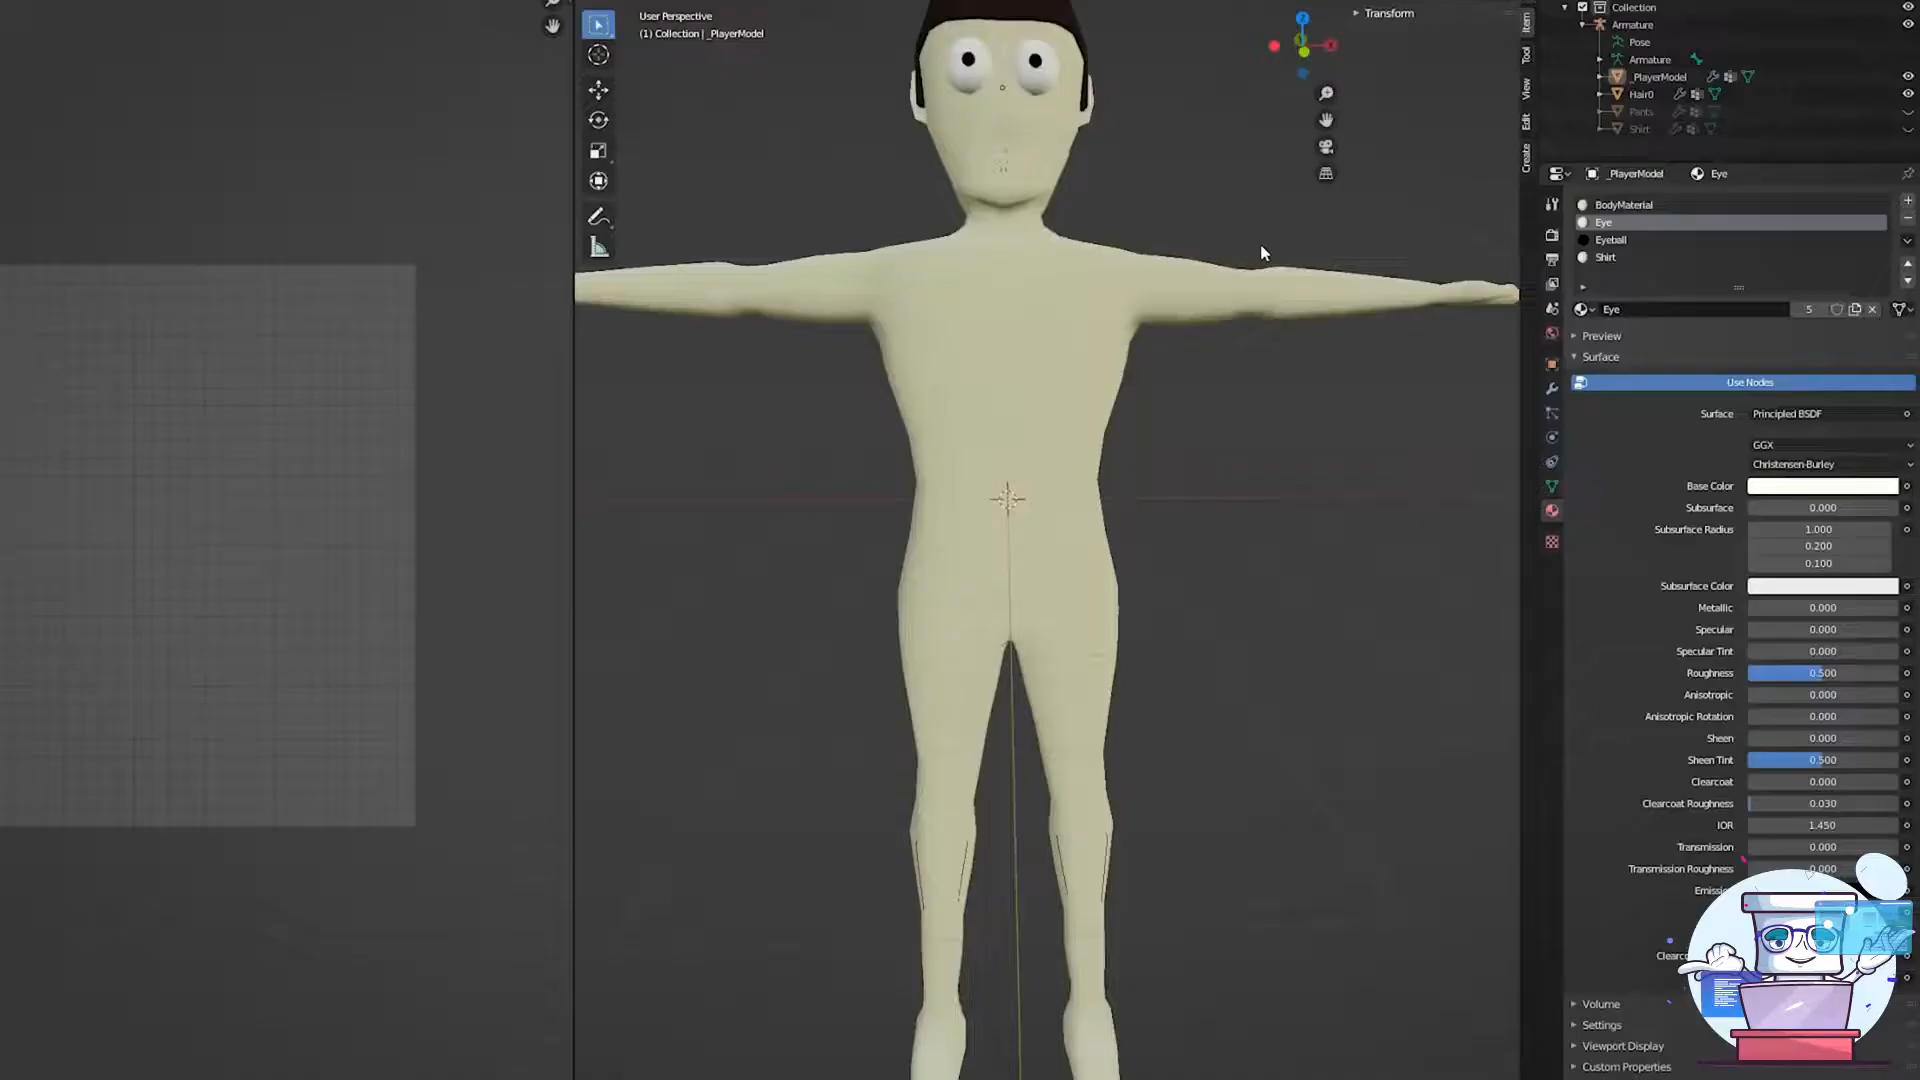 User Perspective
(1) Collection | _PlayerModel
Transform
Item
Tool
View
Edit
Create
Collection
Armature
Pose
Armature
_PlayerModel
Hair0
Pants
Shirt
_PlayerModel
Eye
BodyMaterial
Eye
Eyeball
Shirt
Eye
5
Preview
Surface
Use Nodes
Surface
Principled BSDF
GGX
Christensen-Burley
Base Color
Subsurface
0.000
Subsurface Radius
1.000
0.200
0.100
Subsurface Color
Metallic
0.000
Specular
0.000
Specular Tint
0.000
Roughness
0.500
Anisotropic
0.000
Anisotropic Rotation
0.000
Sheen
0.000
Sheen Tint
0.500
Clearcoat
0.000
Clearcoat Roughness
0.030
IOR
1.450
Transmission
0.000
Transmission Roughness
0.000
Emissi
Clearc
Volume
Settings
Viewport Display
Custom Properties